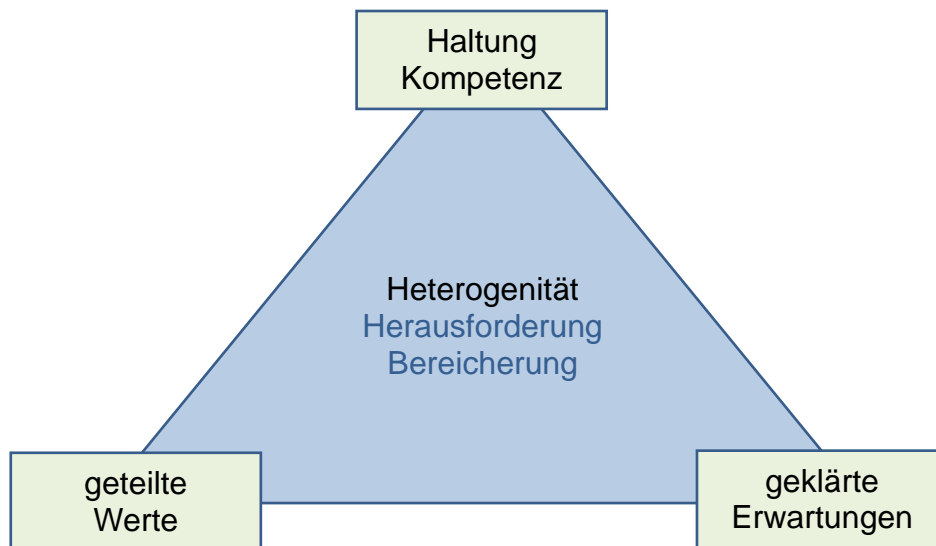 Haltung
Kompetenz
Heterogenität
Herausforderung
Bereicherung
geteilte
Werte
geklärte
Erwartungen